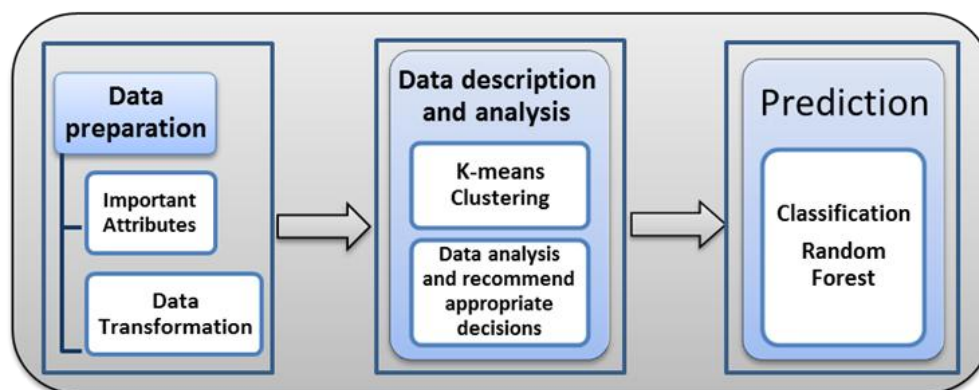 Data
preparation
Important
Attributes
Data
Transformation
Data description
and analysis
K-means
Clustering
Data analysis
and recommend
appropriate
decisions
Prediction
Classification
Random
Forest